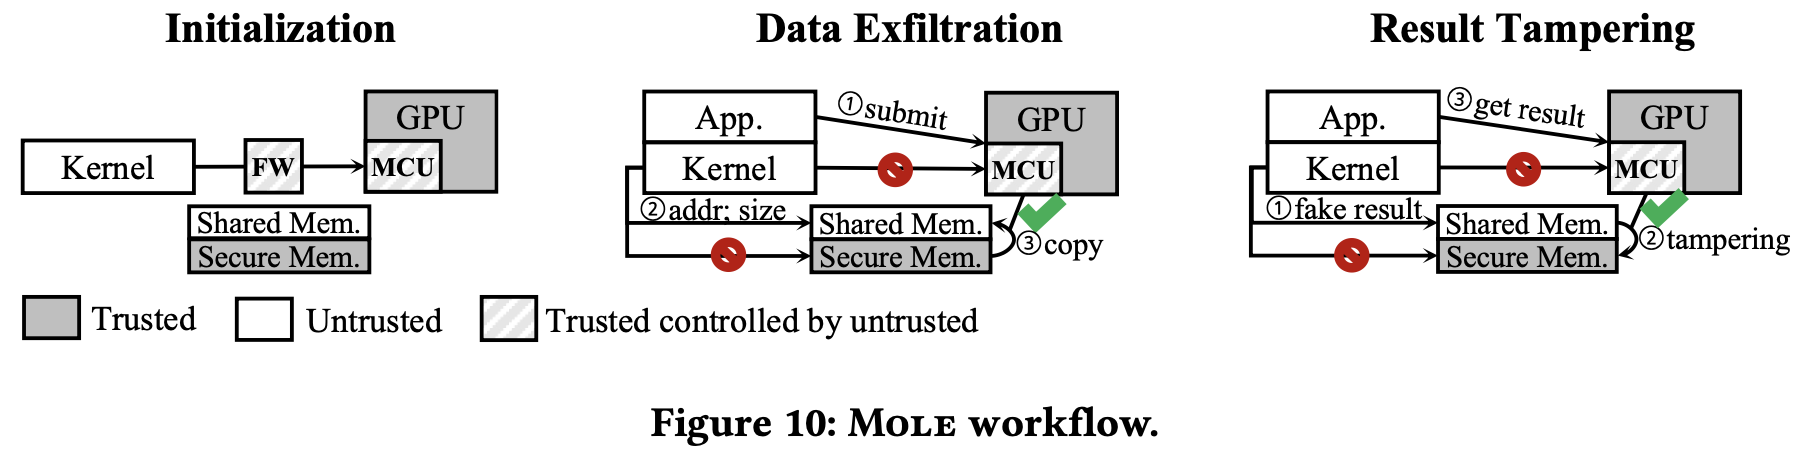 Initialization
Kernel
FW
GPU
MCU
Shared Mem.
Secure Mem.
Data Exfiltration
App.
Kernel
①submit
GPU
MCU
②addr; size
Shared Mem.
Secure Mem.
③copy
Result Tampering
App.
Kernel
③get result
GPU
MCU
①fake result
Shared Mem.
Secure Mem.
②tampering
Trusted
Untrusted
Trusted controlled by untrusted
Figure 10: MOLE workflow.